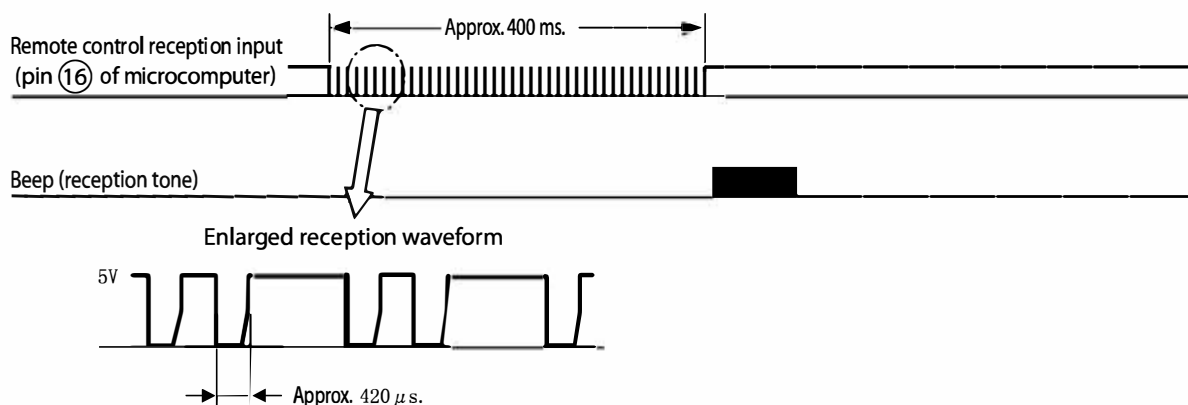 Approx. 400 ms.
Remote control reception input
(pin 16 of microcomputer)
Beep (reception tone)
Enlarged reception waveform
5V
Approx. 420 μs.